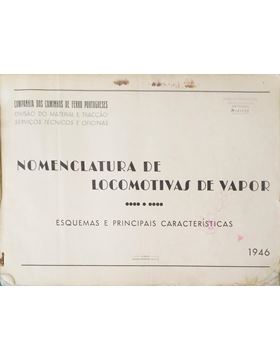 COMPANHIA DOS CAMINHOS DE FERRO PORTUGUESES
DIVISÃO DO MATERIAL E TRACÇÃO
SERVIÇOS TÉCNICOS E OFICINAS
NOMENCLATURA DE
LOCOMOTIVAS DE VAPOR
ESQUEMAS E PRINCIPAIS CARACTERÍSTICAS
1946